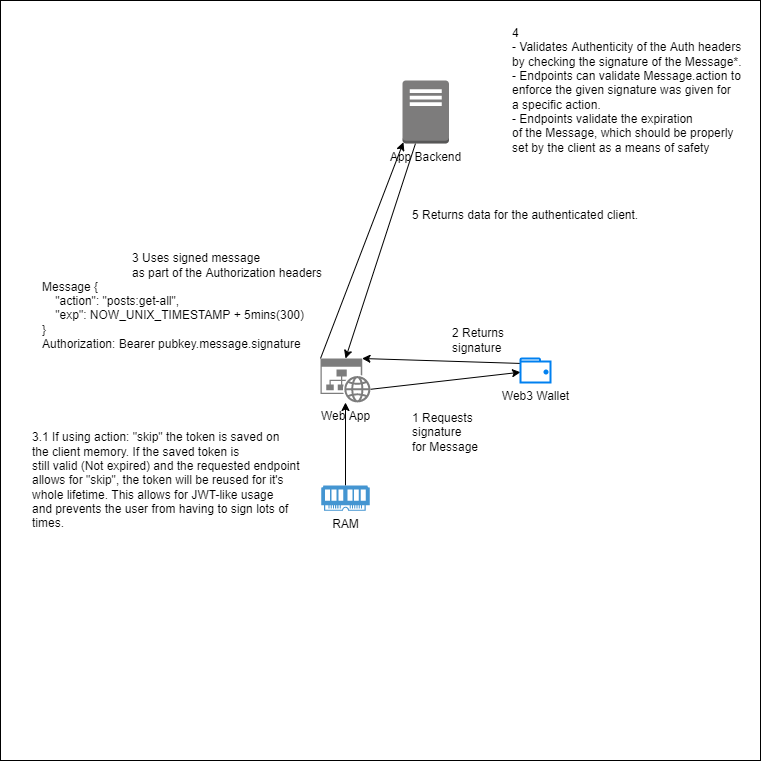 4
- Validates Authenticity of the Auth headers
by checking the signature of the Message*.
- Endpoints can validate Message.action to
enforce the given signature was given for
a specific action.
- Endpoints validate the expiration
of the Message, which should be properly
set by the client as a means of safety
App Backend
5 Returns data for the authenticated client.
3 Uses signed message
as part of the Authorization headers
Message {
"action": "posts:get-all",
"exp": NOW_UNIX_TIMESTAMP + 5mins(300)
}
Authorization: Bearer pubkey.message.signature
2 Returns
signature
Web3 Wallet
Web App
1 Requests
signature
for Message
3.1 If using action: "skip" the token is saved on
the client memory. If the saved token is
still valid (Not expired) and the requested endpoint
allows for "skip", the token will be reused for it's
whole lifetime. This allows for JWT-like usage
and prevents the user from having to sign lots of
times.
RAM